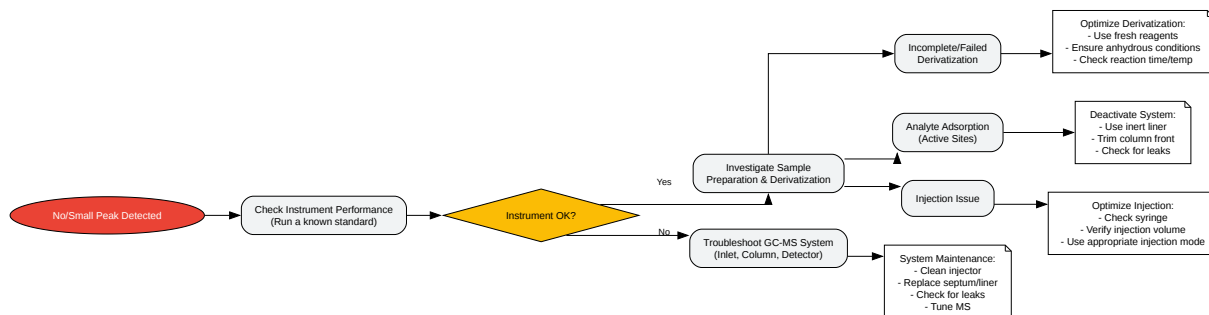 No/Small Peak Detected
Check Instrument Performance
(Run a known standard)
Instrument OK?
Yes
No
Investigate Sample
Preparation & Derivatization
Troubleshoot GC-MS System
(Inlet, Column, Detector)
Incomplete/Failed
Derivatization
Optimize Derivatization:
- Use fresh reagents
- Ensure anhydrous conditions
- Check reaction time/temp
Analyte Adsorption
(Active Sites)
Deactivate System:
- Use inert liner
- Trim column front
- Check for leaks
Injection Issue
Optimize Injection:
- Check syringe
- Verify injection volume
- Use appropriate injection mode
System Maintenance:
- Clean injector
- Replace septum/liner
- Check for leaks
- Tune MS